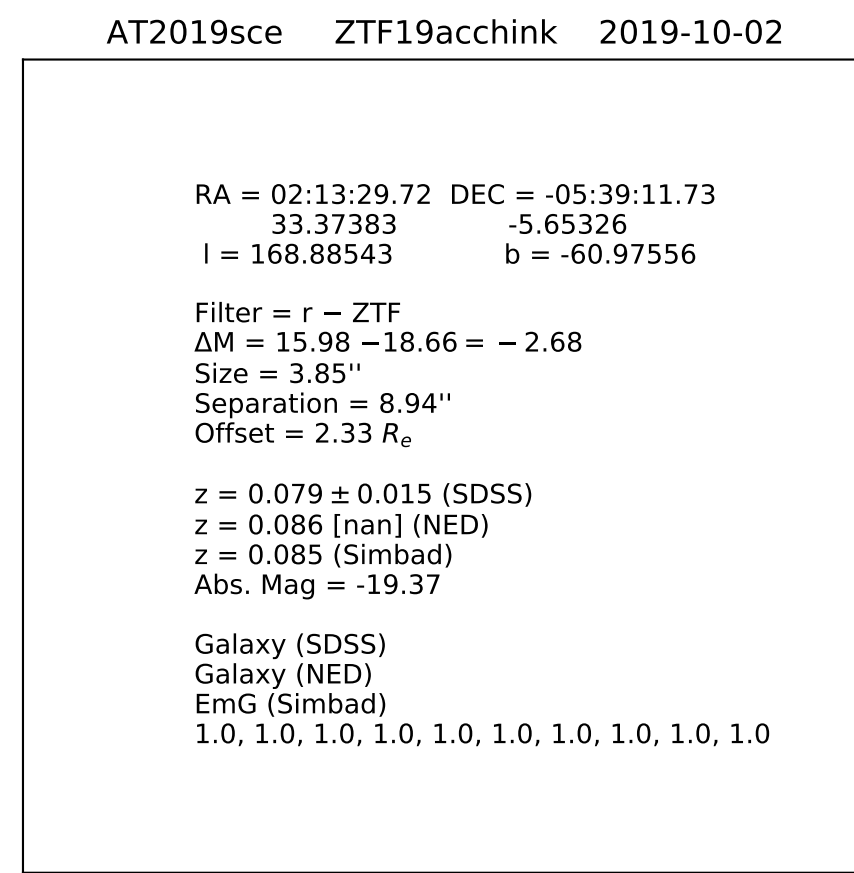 AT2019sce ZTF19acchink 2019-10-02
RA = 02:13:29.72 DEC = -05:39:11.73
33.37383 -5.65326
l = 168.88543 b = -60.97556
Filter = r − ZTF
ΔM = 15.98 −18.66 = − 2.68
Size = 3.85''
Separation = 8.94''
Offset = 2.33 Rₑ
z = 0.079 ± 0.015 (SDSS)
z = 0.086 [nan] (NED)
z = 0.085 (Simbad)
Abs. Mag = -19.37
Galaxy (SDSS)
Galaxy (NED)
EmG (Simbad)
1.0, 1.0, 1.0, 1.0, 1.0, 1.0, 1.0, 1.0, 1.0, 1.0